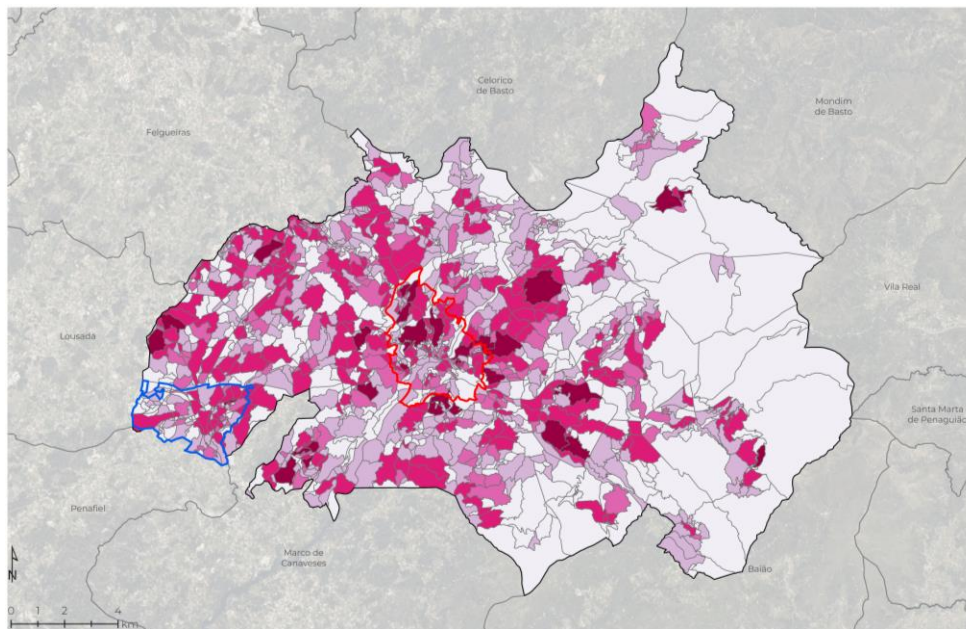 Celorico
de Basto
Mondim
de Basto
Felgueiras
Vila Real
Lousada
Santa Marta
de Penaguião
Penafiel
Marco de
Canaveses
Baião
N
0 1 2 4
km